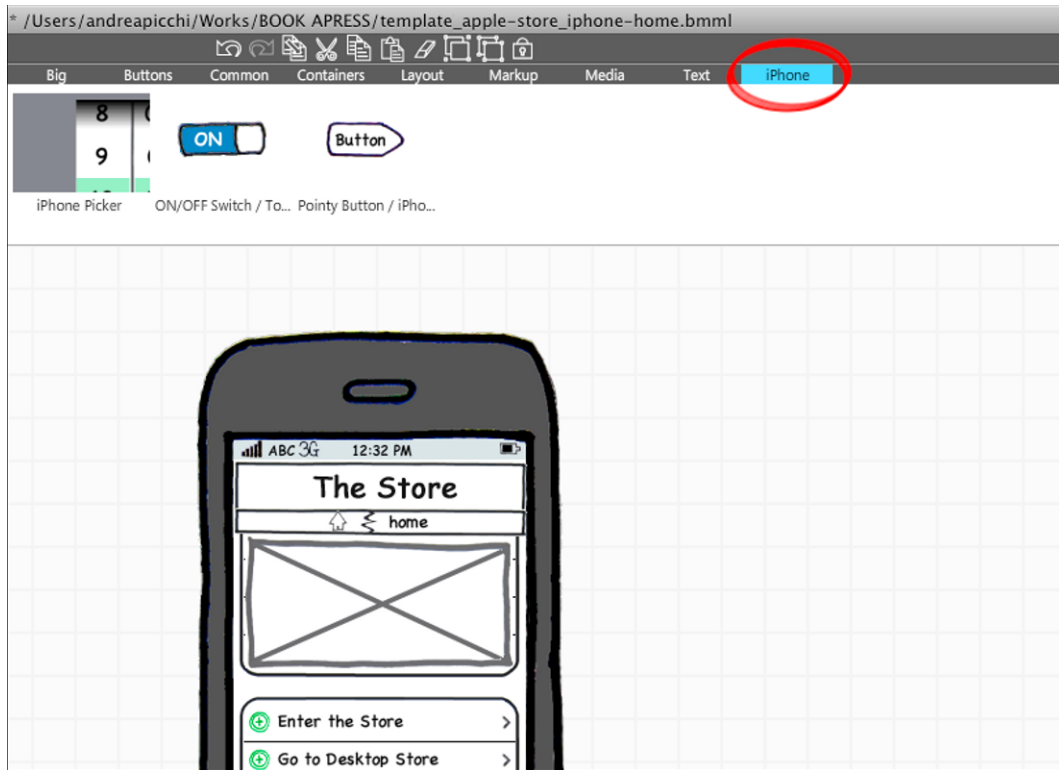 * /Users/andreapicchi/Works/BOOK APRESS/template_apple-store_iphone-home.bmml
Big Buttons Common Containers Layout Markup Media Text iPhone
8
9
ON
Button
iPhone Picker ON/OFF Switch / To... Pointy Button / iPho...
ABC 3G 12:32 PM
The Store
home
Enter the Store >
Go to Desktop Store >